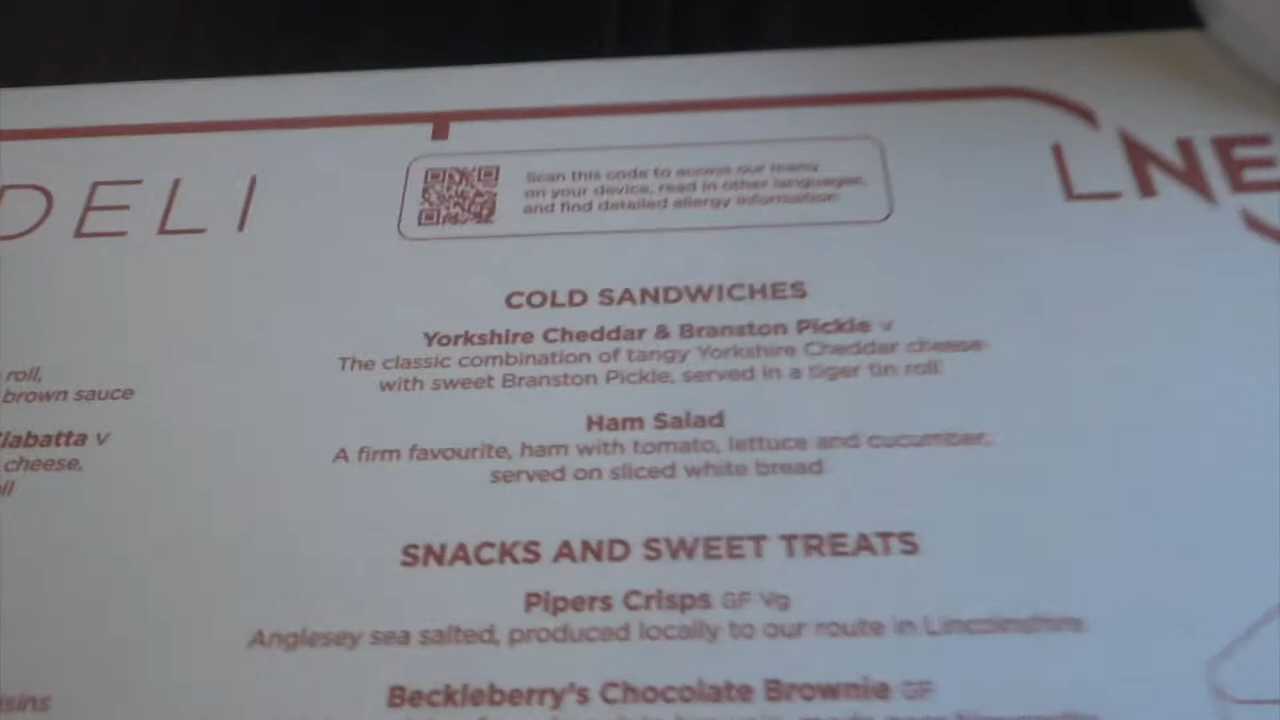 DELI
Scan this code to access our menu
on your device, read in other languages,
and find detailed allergy information
LNE
COLD SANDWICHES
Yorkshire Cheddar & Branston Pickle v
The classic combination of tangy Yorkshire Cheddar cheese
with sweet Branston Pickle, served in a tiger tin roll
Ham Salad
A firm favourite, ham with tomato, lettuce and cucumber,
served on sliced white bread
SNACKS AND SWEET TREATS
Pipers Crisps GF Vg
Anglesey sea salted, produced locally to our route in Lincolnshire
Beckleberry's Chocolate Brownie GF
roll,
brown sauce
iabatta v
cheese,
ll
isins